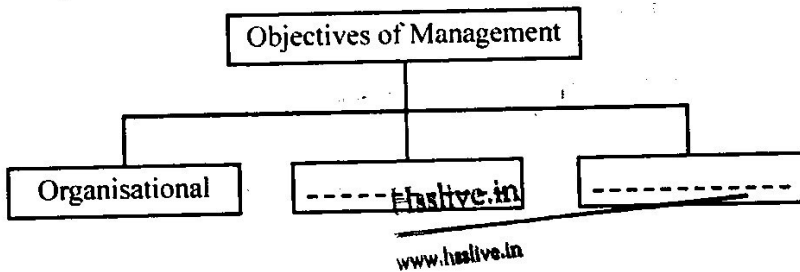 Objectives of Management
Organisational
Hsslive.in
www.hsslive.in